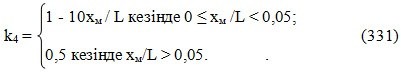 1 - 10xₘ / L кезінде 0 ≤ xₘ /L < 0,05;
k₄ = (331)
0,5 кезінде xₘ/L > 0,05. .